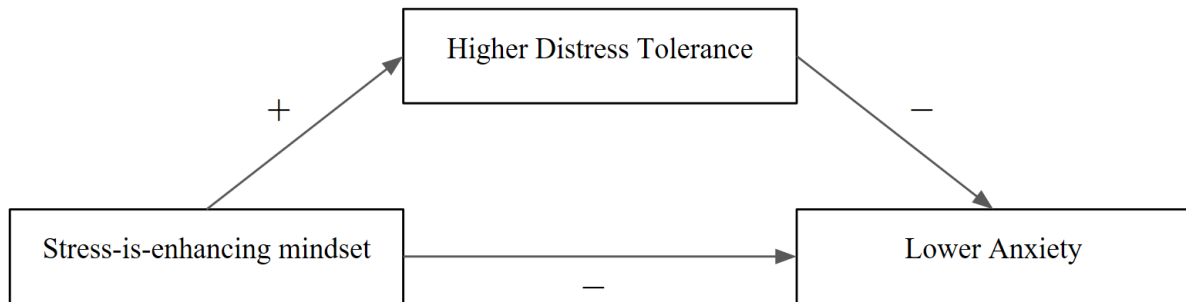 Higher Distress Tolerance
+
–
Stress-is-enhancing mindset
Lower Anxiety
–